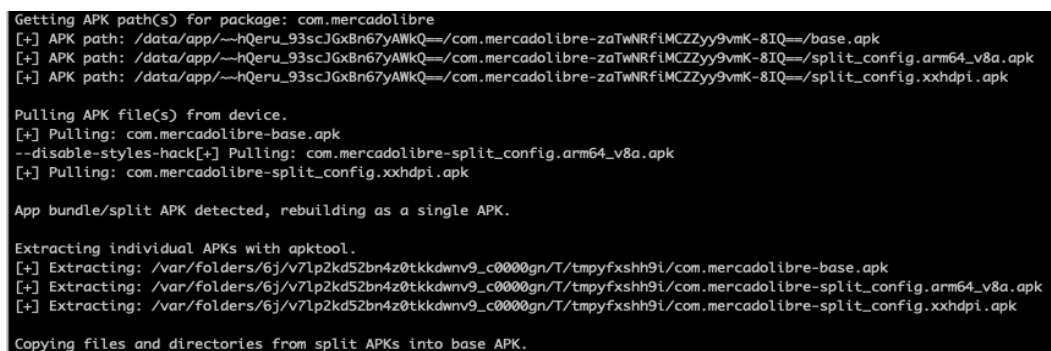 Getting APK path(s) for package: com.mercadolibre
[+] APK path: /data/app/~~hQeru_93scJGxBn67yAWkQ==/com.mercadolibre-zaTwNRfiMCZZyy9vmK-8IQ==/base.apk
[+] APK path: /data/app/~~hQeru_93scJGxBn67yAWkQ==/com.mercadolibre-zaTwNRfiMCZZyy9vmK-8IQ==/split_config.arm64_v8a.apk
[+] APK path: /data/app/~~hQeru_93scJGxBn67yAWkQ==/com.mercadolibre-zaTwNRfiMCZZyy9vmK-8IQ==/split_config.xxhdpi.apk
Pulling APK file(s) from device.
[+] Pulling: com.mercadolibre-base.apk
--disable-styles-hack[+] Pulling: com.mercadolibre-split_config.arm64_v8a.apk
[+] Pulling: com.mercadolibre-split_config.xxhdpi.apk
App bundle/split APK detected, rebuilding as a single APK.
Extracting individual APKs with apktool.
[+] Extracting: /var/folders/6j/v7lp2kd52bn4z0tkkdwnv9_c0000gn/T/tmpyfxshh9i/com.mercadolibre-base.apk
[+] Extracting: /var/folders/6j/v7lp2kd52bn4z0tkkdwnv9_c0000gn/T/tmpyfxshh9i/com.mercadolibre-split_config.arm64_v8a.apk
[+] Extracting: /var/folders/6j/v7lp2kd52bn4z0tkkdwnv9_c0000gn/T/tmpyfxshh9i/com.mercadolibre-split_config.xxhdpi.apk
Copying files and directories from split APKs into base APK.